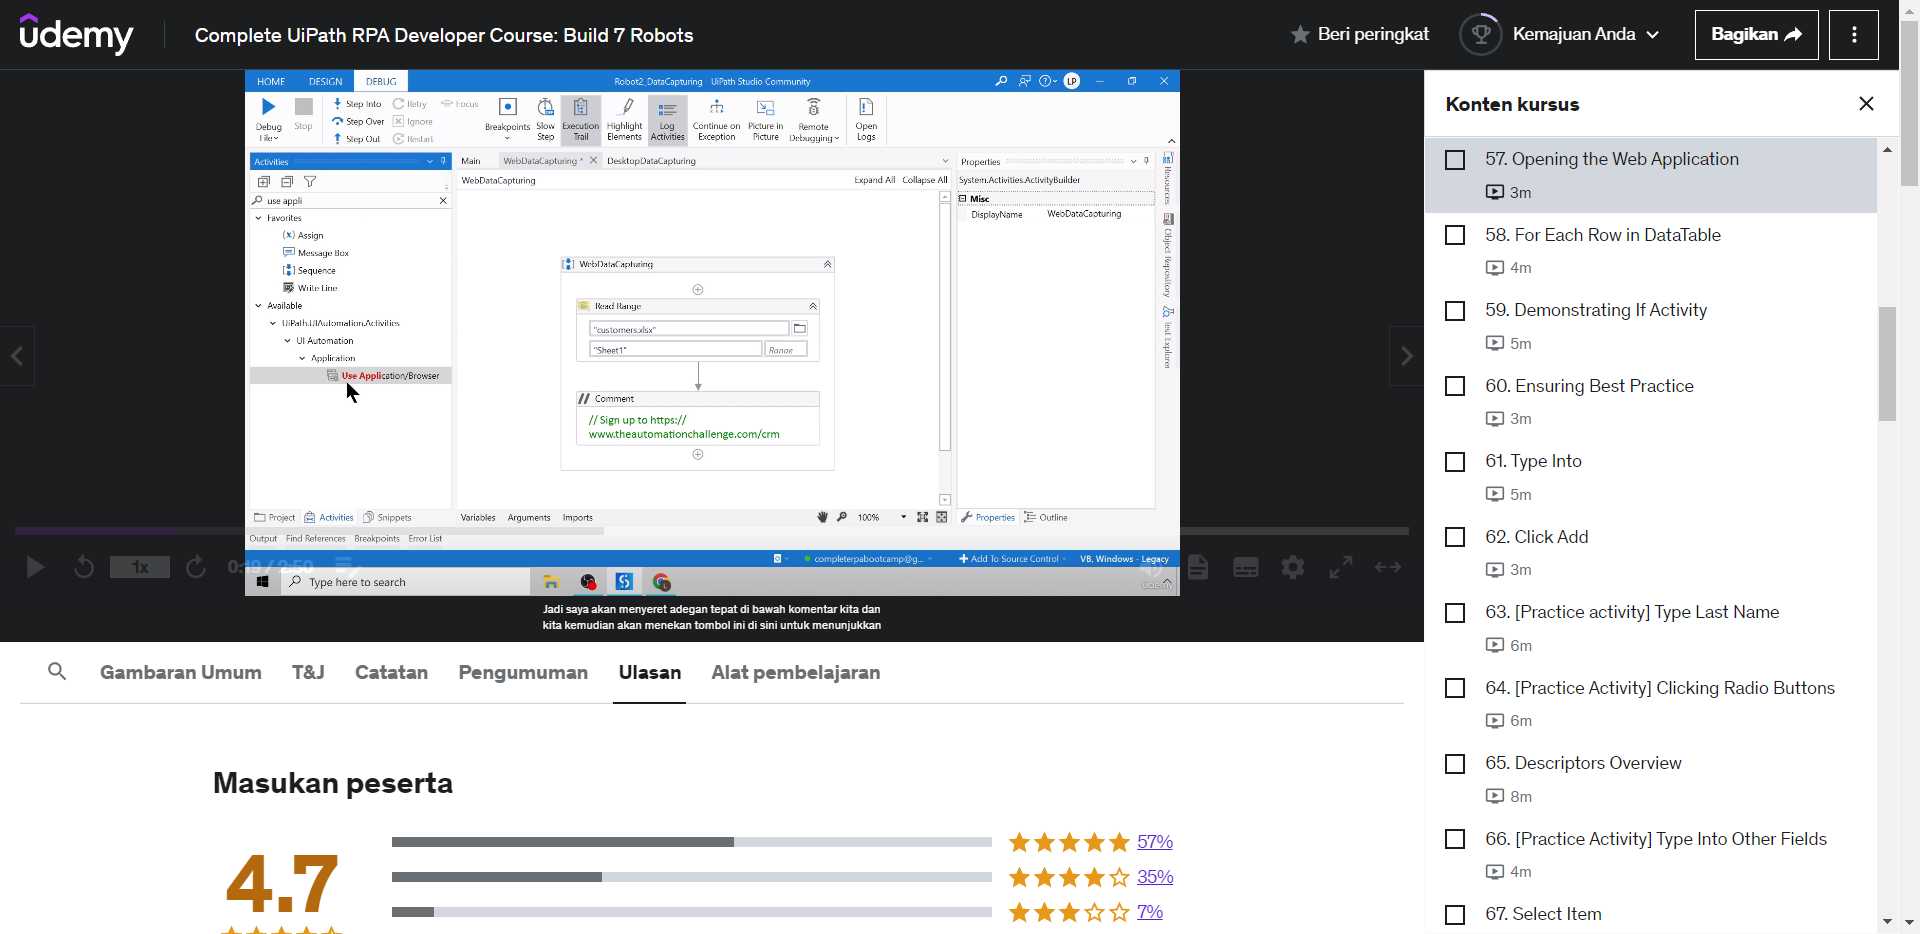 udemy
Complete UiPath RPA Developer Course: Build 7 Robots
Beri peringkat
Kemajuan Anda
Bagikan
HOME DESIGN DEBUG
Robot2_DataCapturing UiPath Studio Community
LP
Debug File
Stop
Step Into
Step Over
Step Out
Retry
Ignore
Restart
Focus
Breakpoints
Slow Step
Execution Trail
Highlight Elements
Log Activities
Continue on Exception
Picture in Picture
Remote Debugging
Open Logs
Activities
use appli
Favorites
Assign
Message Box
Sequence
Write Line
Available
UiPath.UIAutomation.Activities
UI Automation
Application
Use Application/Browser
Project Activities Snippets
Main WebDataCapturing * DesktopDataCapturing
WebDataCapturing
Expand All Collapse All
WebDataCapturing
Read Range
"customers.xlsx"
"Sheet1"
Range
Comment
// Sign up to https://
www.theautomationchallenge.com/crm
Variables Arguments Imports
100%
Properties
System.Activities.ActivityBuilder
Misc
DisplayName WebDataCapturing
Properties Outline
Resources
Object Repository
Test Explorer
Output Find References Breakpoints Error List
completerpabootcamp@g...
Add To Source Control
VB, Windows - Legacy
Type here to search
udemy
1x
0:19 / 2:50
Jadi saya akan menyeret adegan tepat di bawah komentar kita dan
kita kemudian akan menekan tombol ini di sini untuk menunjukkan
Gambaran Umum T&J Catatan Pengumuman Ulasan Alat pembelajaran
Masukan peserta
4.7
57%
35%
7%
Konten kursus
57. Opening the Web Application
3m
58. For Each Row in DataTable
4m
59. Demonstrating If Activity
5m
60. Ensuring Best Practice
3m
61. Type Into
5m
62. Click Add
3m
63. [Practice activity] Type Last Name
6m
64. [Practice Activity] Clicking Radio Buttons
6m
65. Descriptors Overview
8m
66. [Practice Activity] Type Into Other Fields
4m
67. Select Item